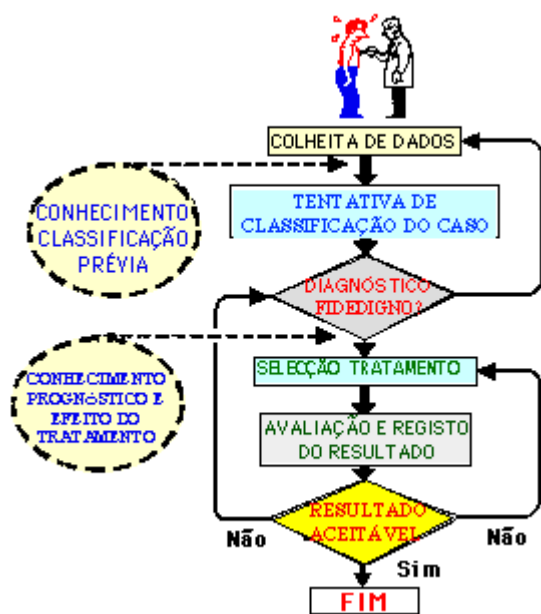 COLHEITA DE DADOS
CONHECIMENTO
CLASSIFICAÇÃO
PRÉVIA
TENTATIVA DE
CLASSIFICAÇÃO DO CASO
DIAGNÓSTICO
FIDEDIGNO?
CONHECIMENTO
PROGNÓSTICO E
EFEITO DO
TRATAMENTO
SELECÇÃO TRATAMENTO
AVALIAÇÃO E REGISTO
DO RESULTADO
RESULTADO
ACEITÁVEL
Não
Não
Sim
FIM